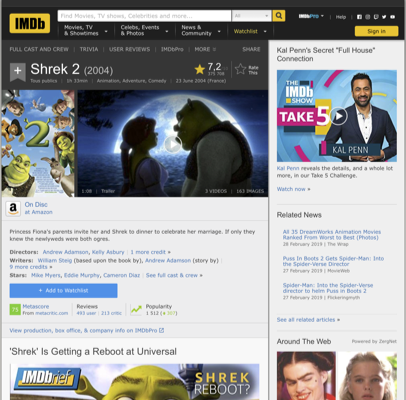 IMDb
Find Movies, TV shows, Celebrities and more...
All
IMDbPro
Help
Movies, TV & Showtimes
Celebs, Events & Photos
News & Community
Watchlist
Sign in
FULL CAST AND CREW | TRIVIA | USER REVIEWS | IMDbPro | MORE
SHARE
Shrek 2 (2004)
7,2
Rate This
Tous publics | 1h 33min | Animation, Adventure, Comedy | 23 June 2004 (France)
2
1:08 | Trailer
3 VIDEOS | 163 IMAGES
On Disc
at Amazon
Princess Fiona's parents invite her and Shrek to dinner to celebrate her marriage. If only they
knew the newlyweds were both ogres.
Directors: Andrew Adamson, Kelly Asbury | 1 more credit »
Writers: William Steig (based upon the book by), Andrew Adamson (story by) |
9 more credits »
Stars: Mike Myers, Eddie Murphy, Cameron Diaz | See full cast & crew »
+ Add to Watchlist
Metascore
From metacritic.com
Reviews
493 user | 213 critic
Popularity
View production, box office, & company info on IMDbPro
'Shrek' Is Getting a Reboot at Universal
IMDbrief
SHREK
REBOOT?
Kal Penn's Secret "Full House"
Connection
THE
IMDb
SHOW
TAKE 5
KAL PENN
Kal Penn reveals the details, and a whole lot
more, in our Take 5 Challenge.
Watch now »
Related News
All 35 DreamWorks Animation Movies
Ranked From Worst to Best (Photos)
28 February 2019 | The Wrap
Puss In Boots 2 Gets Spider-Man: Into
the Spider-Verse Director
27 February 2019 | MovieWeb
Spider-Man: Into the Spider-Verse
director to helm Puss in Boots 2
27 February 2019 | Flickeringmyth
See all related articles »
Around The Web
Powered by ZergNet